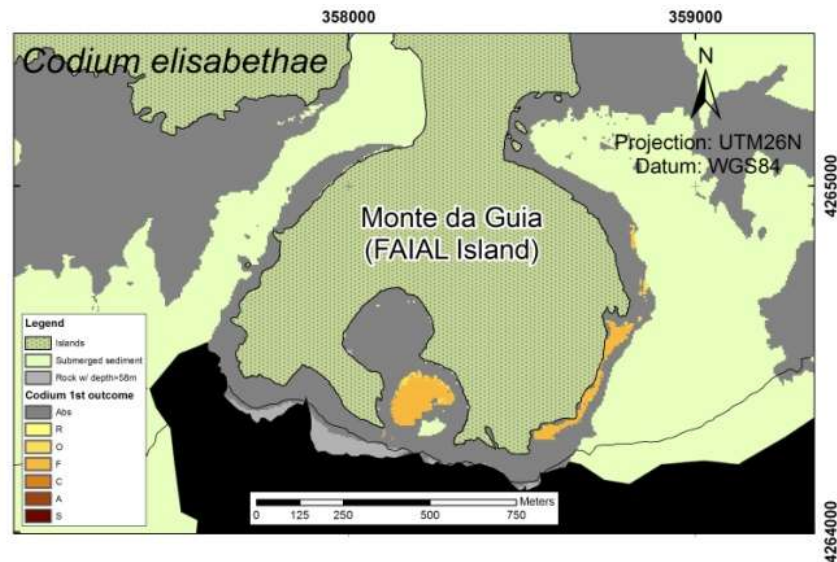 358000 359000
Codium elisabethae
N
Projection: UTM26N
Datum: WGS84
4265000
Monte da Guia
(FAIAL Island)
Legend
Islands
Submerged sediment
Rock w/ depth>58m
Codium 1st outcome
Abs
R
O
F
C
A
S
Meters
0 125 250 500 750
4264000